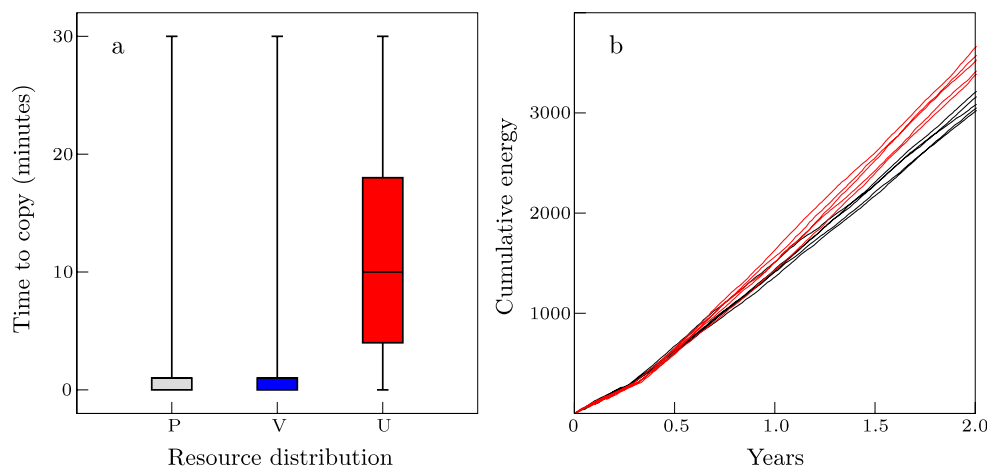 a
Time to copy (minutes)
30
20
10
0
P V U
Resource distribution
b
Cumulative energy
3000
2000
1000
0 0.5 1.0 1.5 2.0
Years